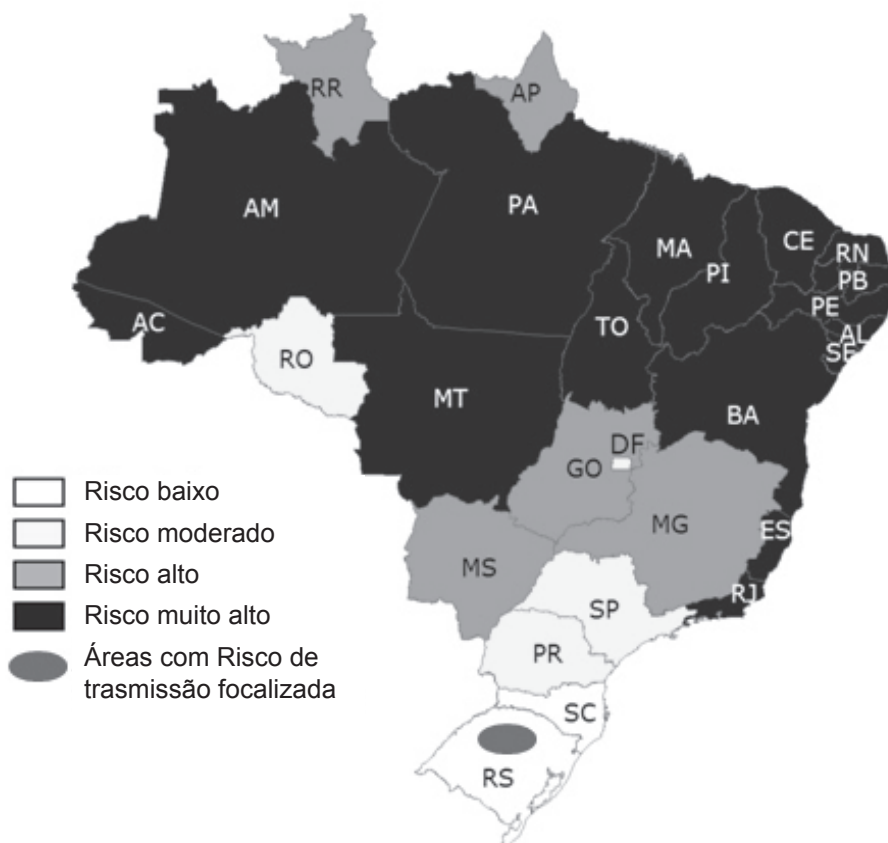 RR
AP
AM
PA
MA
CE
RN
PI
PB
PE
AC
TO
AL
SE
RO
MT
BA
DF
GO
Risco baixo
Risco moderado
MG
ES
Risco alto
MS
Risco muito alto
RJ
SP
Áreas com Risco de
trasmissão focalizada
PR
SC
RS